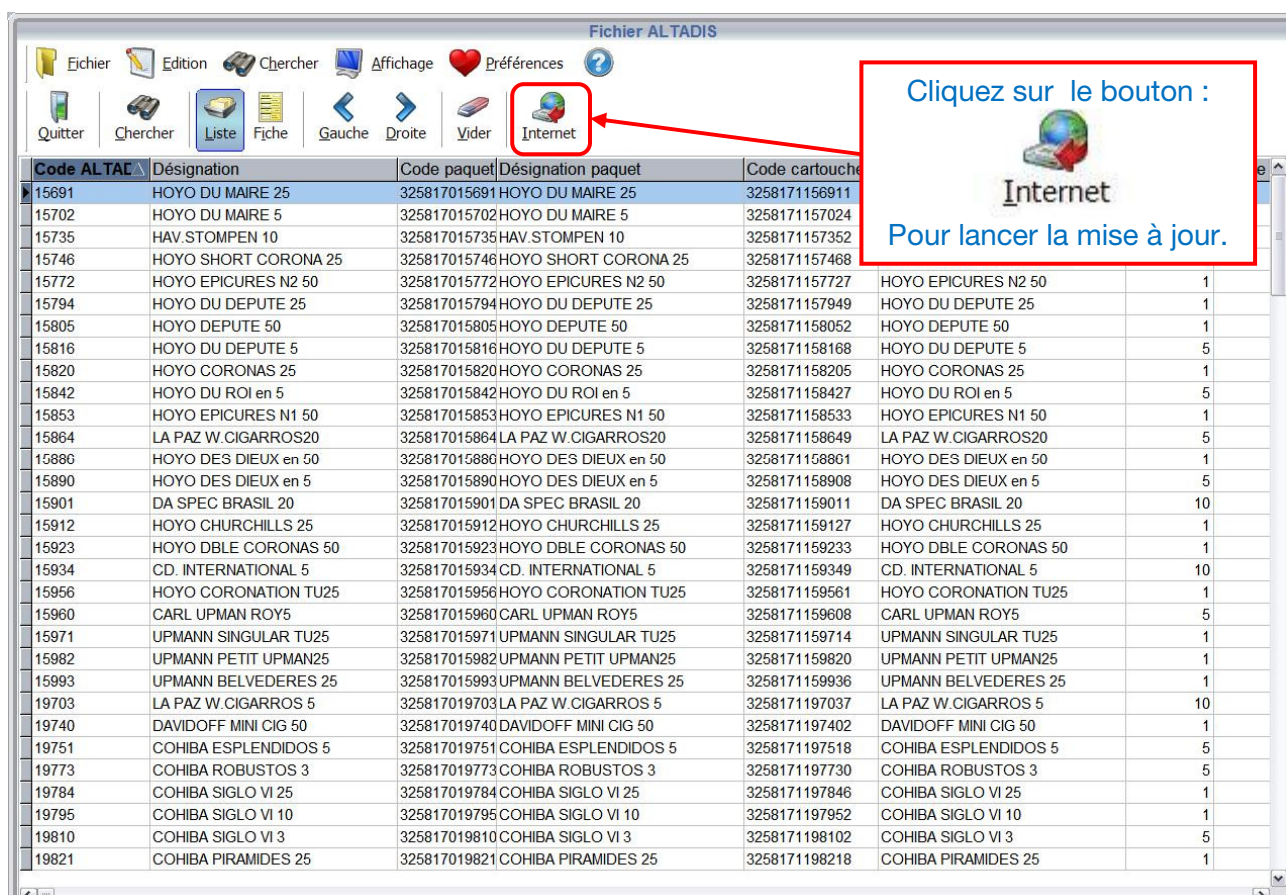 Fichier ALTADIS
Fichier Edition Chercher Affichage Préférences ?
Cliquez sur le bouton :
Internet
Pour lancer la mise à jour.
Quitter Chercher Liste Fiche Gauche Droite Vider Internet
Code ALTAD Désignation Code paquet Désignation paquet Code cartouche e
15691 HOYO DU MAIRE 25 325817015691 HOYO DU MAIRE 25 3258171156911
15702 HOYO DU MAIRE 5 325817015702 HOYO DU MAIRE 5 3258171157024
15735 HAV.STOMPEN 10 325817015735 HAV.STOMPEN 10 3258171157352
15746 HOYO SHORT CORONA 25 325817015746 HOYO SHORT CORONA 25 3258171157468
15772 HOYO EPICURES N2 50 325817015772 HOYO EPICURES N2 50 3258171157727 HOYO EPICURES N2 50 1
15794 HOYO DU DEPUTE 25 325817015794 HOYO DU DEPUTE 25 3258171157949 HOYO DU DEPUTE 25 1
15805 HOYO DEPUTE 50 325817015805 HOYO DEPUTE 50 3258171158052 HOYO DEPUTE 50 1
15816 HOYO DU DEPUTE 5 325817015816 HOYO DU DEPUTE 5 3258171158168 HOYO DU DEPUTE 5 5
15820 HOYO CORONAS 25 325817015820 HOYO CORONAS 25 3258171158205 HOYO CORONAS 25 1
15842 HOYO DU ROI en 5 325817015842 HOYO DU ROI en 5 3258171158427 HOYO DU ROI en 5 5
15853 HOYO EPICURES N1 50 325817015853 HOYO EPICURES N1 50 3258171158533 HOYO EPICURES N1 50 1
15864 LA PAZ W.CIGARROS20 325817015864 LA PAZ W.CIGARROS20 3258171158649 LA PAZ W.CIGARROS20 5
15886 HOYO DES DIEUX en 50 325817015886 HOYO DES DIEUX en 50 3258171158861 HOYO DES DIEUX en 50 1
15890 HOYO DES DIEUX en 5 325817015890 HOYO DES DIEUX en 5 3258171158908 HOYO DES DIEUX en 5 5
15901 DA SPEC BRASIL 20 325817015901 DA SPEC BRASIL 20 3258171159011 DA SPEC BRASIL 20 10
15912 HOYO CHURCHILLS 25 325817015912 HOYO CHURCHILLS 25 3258171159127 HOYO CHURCHILLS 25 1
15923 HOYO DBLE CORONAS 50 325817015923 HOYO DBLE CORONAS 50 3258171159233 HOYO DBLE CORONAS 50 1
15934 CD. INTERNATIONAL 5 325817015934 CD. INTERNATIONAL 5 3258171159349 CD. INTERNATIONAL 5 10
15956 HOYO CORONATION TU25 325817015956 HOYO CORONATION TU25 3258171159561 HOYO CORONATION TU25 1
15960 CARL UPMAN ROY5 325817015960 CARL UPMAN ROY5 3258171159608 CARL UPMAN ROY5 5
15971 UPMANN SINGULAR TU25 325817015971 UPMANN SINGULAR TU25 3258171159714 UPMANN SINGULAR TU25 1
15982 UPMANN PETIT UPMAN25 325817015982 UPMANN PETIT UPMAN25 3258171159820 UPMANN PETIT UPMAN25 1
15993 UPMANN BELVEDERES 25 325817015993 UPMANN BELVEDERES 25 3258171159936 UPMANN BELVEDERES 25 1
19703 LA PAZ W.CIGARROS 5 325817019703 LA PAZ W.CIGARROS 5 3258171197037 LA PAZ W.CIGARROS 5 10
19740 DAVIDOFF MINI CIG 50 325817019740 DAVIDOFF MINI CIG 50 3258171197402 DAVIDOFF MINI CIG 50 1
19751 COHIBA ESPLENDIDOS 5 325817019751 COHIBA ESPLENDIDOS 5 3258171197518 COHIBA ESPLENDIDOS 5 5
19773 COHIBA ROBUSTOS 3 325817019773 COHIBA ROBUSTOS 3 3258171197730 COHIBA ROBUSTOS 3 5
19784 COHIBA SIGLO VI 25 325817019784 COHIBA SIGLO VI 25 3258171197846 COHIBA SIGLO VI 25 1
19795 COHIBA SIGLO VI 10 325817019795 COHIBA SIGLO VI 10 3258171197952 COHIBA SIGLO VI 10 1
19810 COHIBA SIGLO VI 3 325817019810 COHIBA SIGLO VI 3 3258171198102 COHIBA SIGLO VI 3 5
19821 COHIBA PIRAMIDES 25 325817019821 COHIBA PIRAMIDES 25 3258171198218 COHIBA PIRAMIDES 25 1